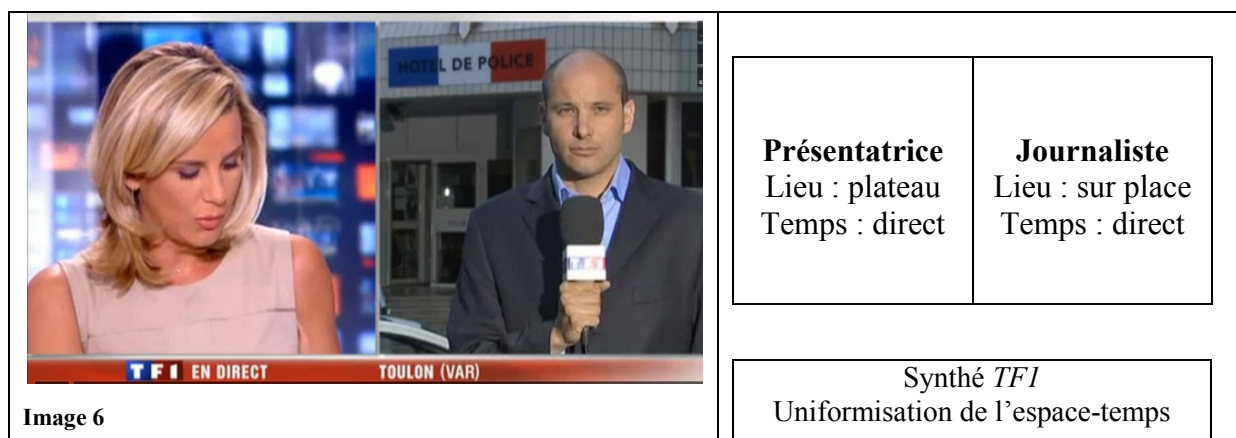 HOTEL DE POLICE
TF1
TF1 EN DIRECT TOULON (VAR)
Image 6
Présentatrice
Lieu : plateau
Temps : direct
Journaliste
Lieu : sur place
Temps : direct
Synthé TF1
Uniformisation de l’espace-temps